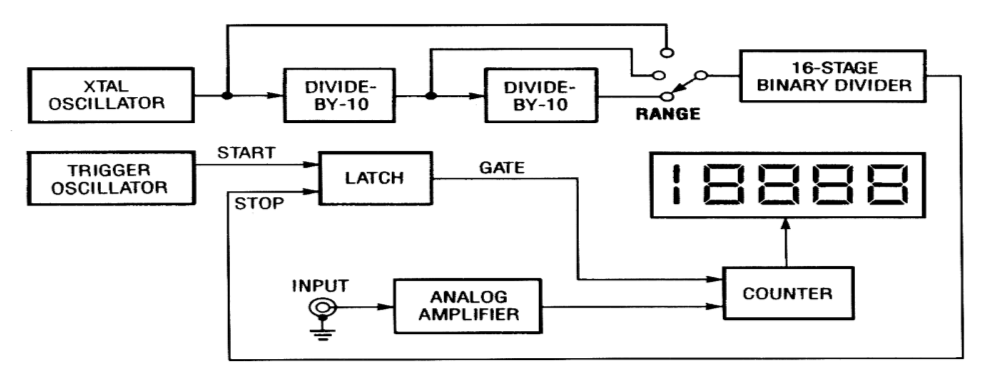 XTAL
OSCILLATOR
DIVIDE-
BY-10
DIVIDE-
BY-10
RANGE
16-STAGE
BINARY DIVIDER
TRIGGER
OSCILLATOR
START
STOP
LATCH
GATE
18888
INPUT
ANALOG
AMPLIFIER
COUNTER